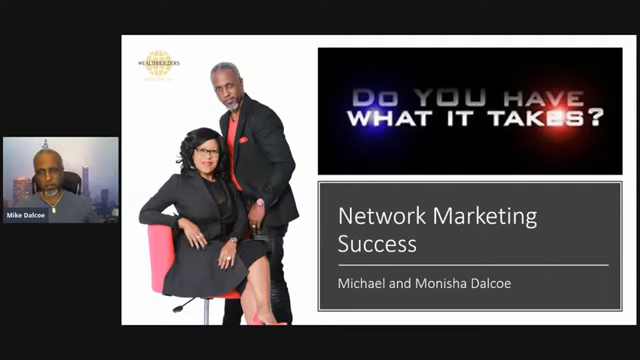 WEALTHBUILDERS
DO YOU HAVE
WHAT IT TAKES?
Network Marketing
Success
Michael and Monisha Dalcoe
Mike Dalcoe